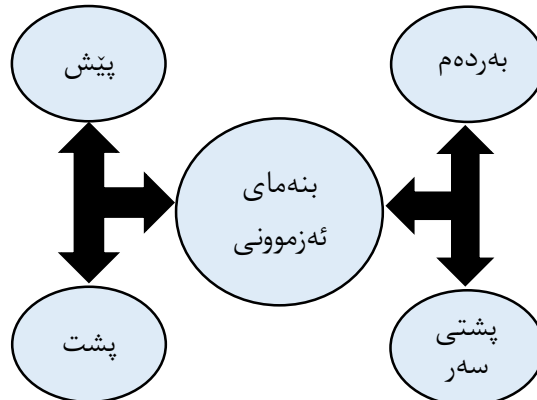 بەردەم
پێش
بنەمای
ئەزموونی
پشتی
سەر
پشت